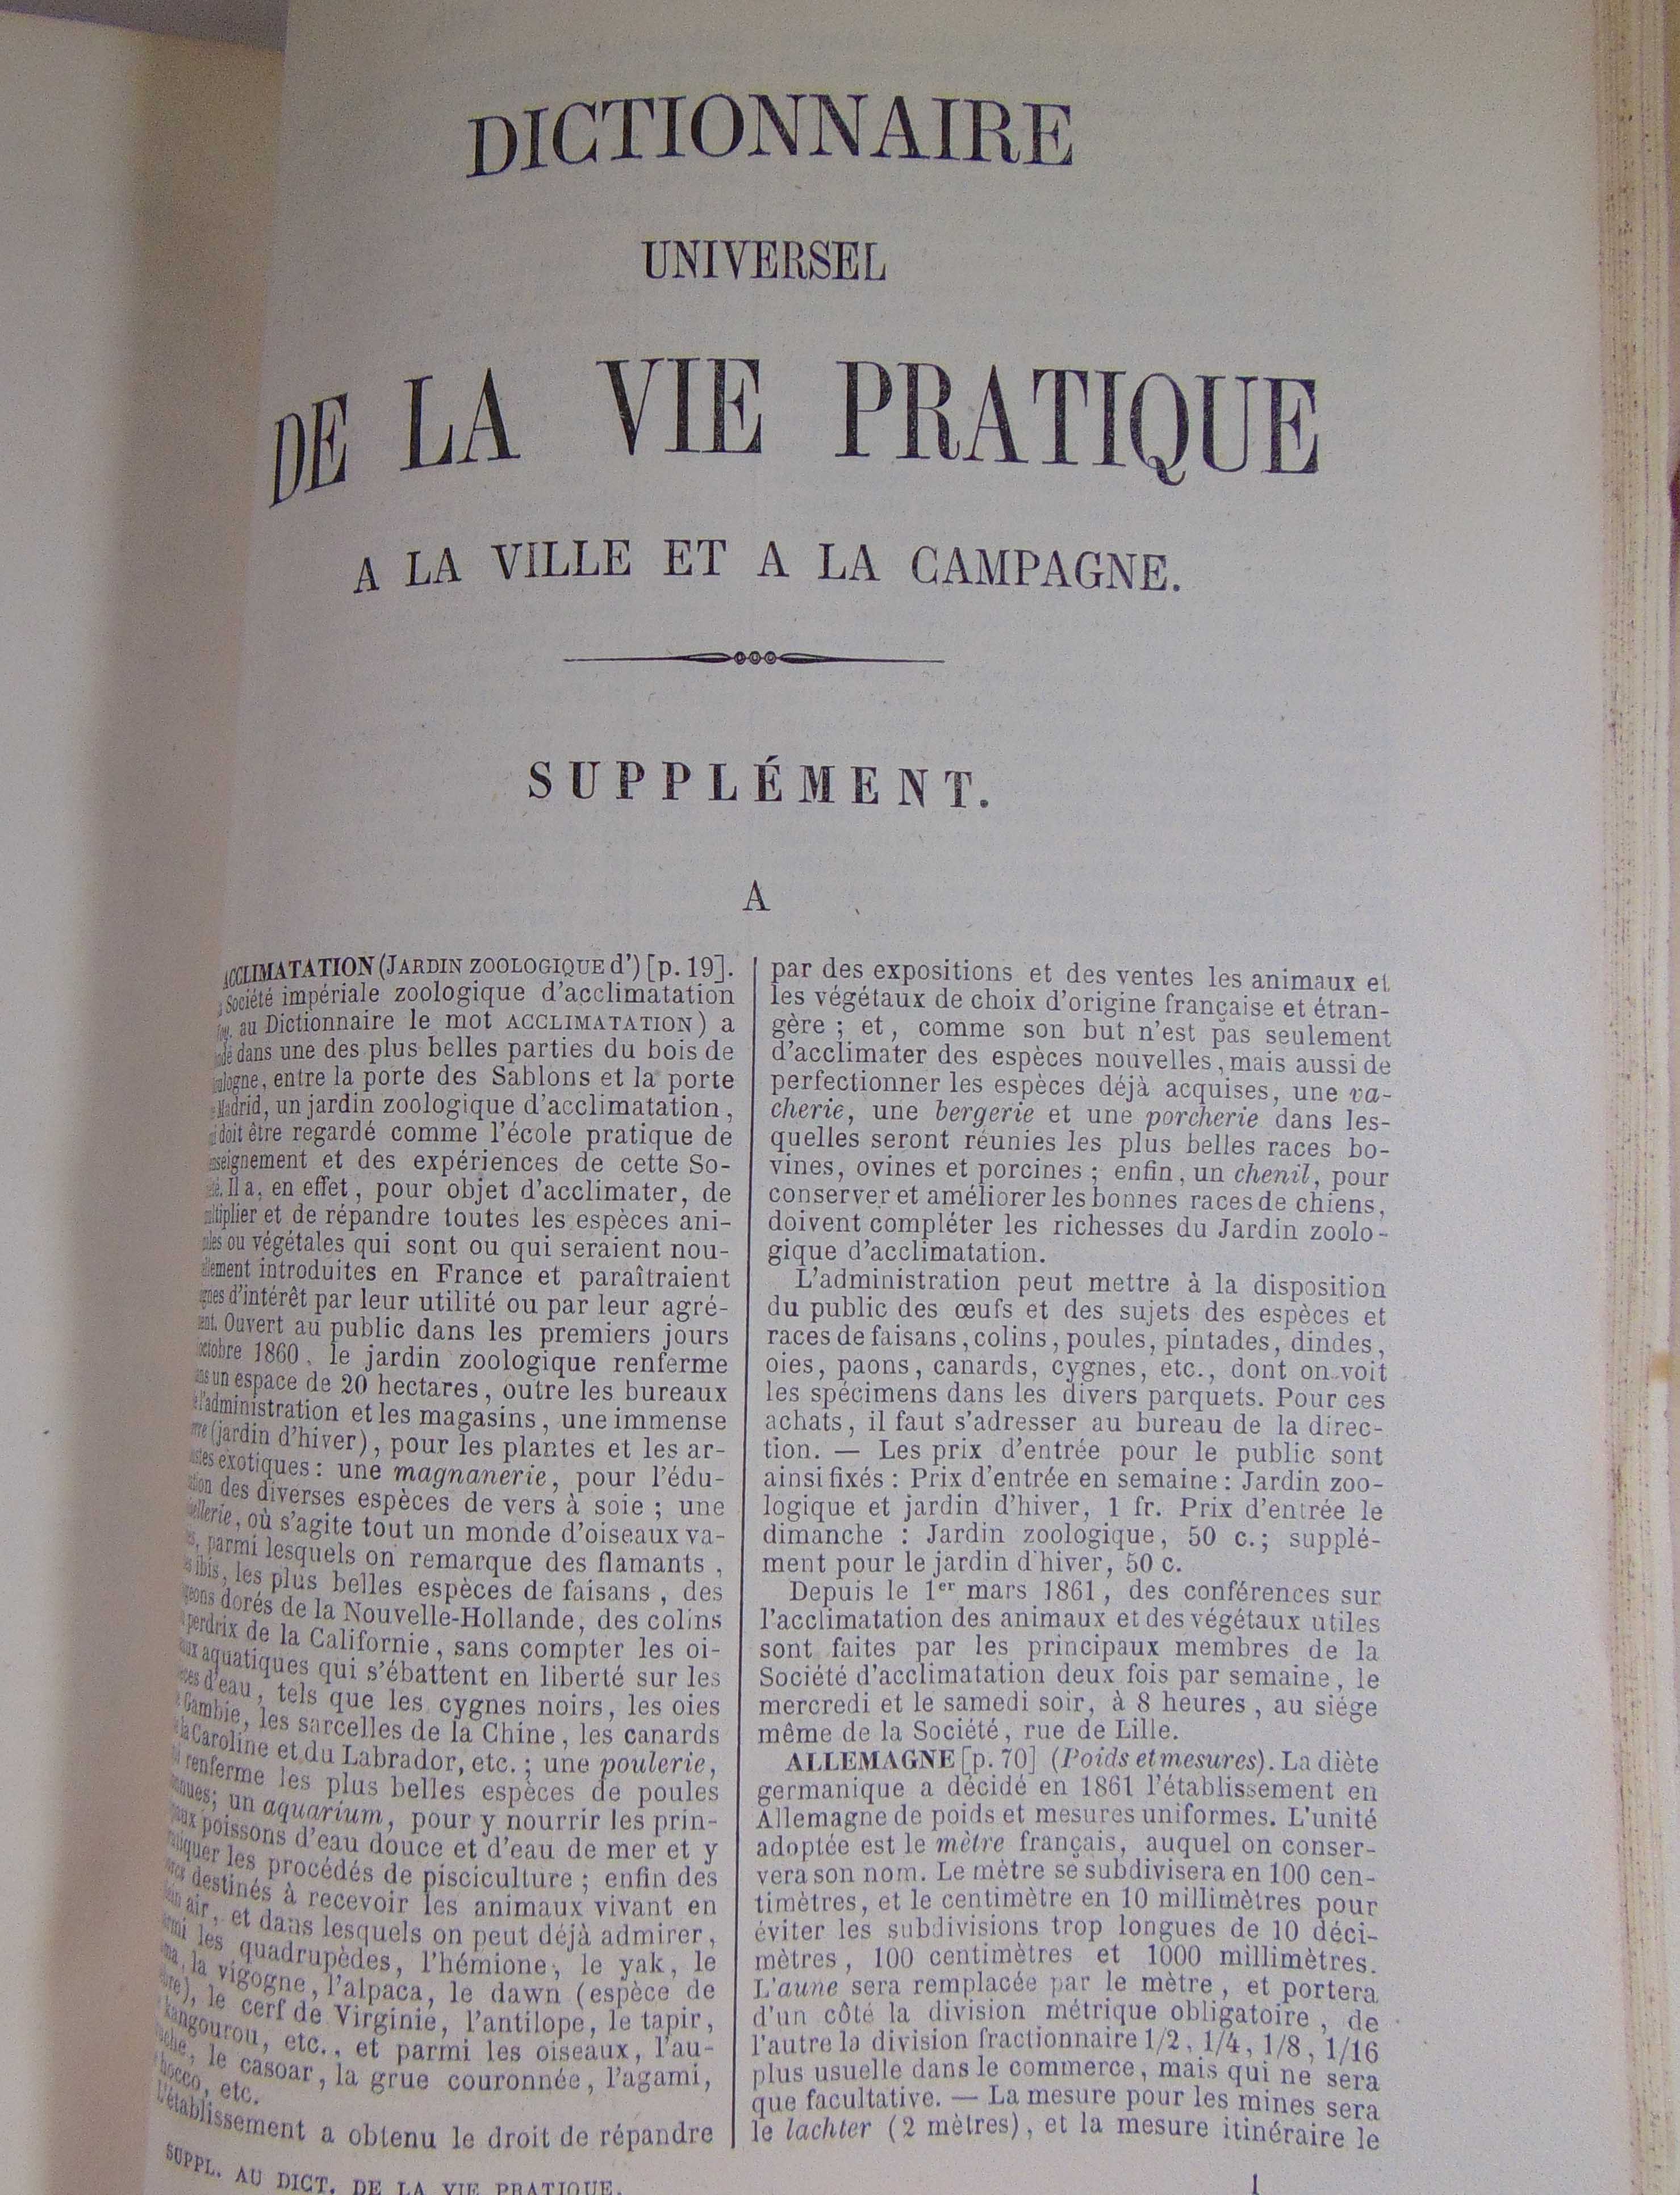 DICTIONNAIRE
UNIVERSEL
DE LA VIE PRATIQUE
A LA VILLE ET A LA CAMPAGNE.
SUPPLÉMENT.
A
ACCLIMATATION (JARDIN ZOOLOGIQUE d') [p. 19].
Société impériale zoologique d'acclimatation
au Dictionnaire le mot ACCLIMATATION) a
dans une des plus belles parties du bois de
entre la porte des Sablons et la porte
Madrid, un jardin zoologique d'acclimatation,
doit être regardé comme l'école pratique de
et des expériences de cette So-
Il a, en effet, pour objet d'acclimater, de
et de répandre toutes les espèces ani-
ou végétales qui sont ou qui seraient nou-
introduites en France et paraîtraient
d'intérêt par leur utilité ou par leur agré-
Ouvert au public dans les premiers jours
octobre 1860, le jardin zoologique renferme
un espace de 20 hectares, outre les bureaux
l'administration et les magasins, une immense
(jardin d'hiver), pour les plantes et les ar-
exotiques : une magnanerie, pour l'édu-
des diverses espèces de vers à soie ; une
où s'agite tout un monde d'oiseaux va-
parmi lesquels on remarque des flamants,
ibis, les plus belles espèces de faisans, des
dorés de la Nouvelle-Hollande, des colins
perdrix de la Californie, sans compter les oi-
aquatiques qui s'ébattent en liberté sur les
d'eau, tels que les cygnes noirs, les oies
Gambie, les sarcelles de la Chine, les canards
la Caroline et du Labrador, etc. ; une poulerie,
renferme les plus belles espèces de poules
un aquarium, pour y nourrir les prin-
poissons d'eau douce et d'eau de mer et y
les procédés de pisciculture ; enfin des
destinés à recevoir les animaux vivant en
air, et dans lesquels on peut déjà admirer,
les quadrupèdes, l'hémione, le yak, le
la vigogne, l'alpaca, le dawn (espèce de
le cerf de Virginie, l'antilope, le tapir,
kangourou, etc., et parmi les oiseaux, l'au-
le casoar, la grue couronnée, l'agami,
hocco, etc.
L'établissement a obtenu le droit de répandre
SUPPL. AU DICT. DE LA VIE PRATIQUE.
par des expositions et des ventes les animaux et
les végétaux de choix d'origine française et étran-
gère ; et, comme son but n'est pas seulement
d'acclimater des espèces nouvelles, mais aussi de
perfectionner les espèces déjà acquises, une va-
cherie, une bergerie et une porcherie dans les-
quelles seront réunies les plus belles races bo-
vines, ovines et porcines ; enfin, un chenil, pour
conserver et améliorer les bonnes races de chiens,
doivent compléter les richesses du Jardin zoolo-
gique d'acclimatation.
L'administration peut mettre à la disposition
du public des œufs et des sujets des espèces et
races de faisans, colins, poules, pintades, dindes,
oies, paons, canards, cygnes, etc., dont on voit
les spécimens dans les divers parquets. Pour ces
achats, il faut s'adresser au bureau de la direc-
tion. — Les prix d'entrée pour le public sont
ainsi fixés : Prix d'entrée en semaine : Jardin zoo-
logique et jardin d'hiver, 1 fr. Prix d'entrée le
dimanche : Jardin zoologique, 50 c.; supplé-
ment pour le jardin d'hiver, 50 c.
Depuis le 1er mars 1861, des conférences sur
l'acclimatation des animaux et des végétaux utiles
sont faites par les principaux membres de la
Société d'acclimatation deux fois par semaine, le
mercredi et le samedi soir, à 8 heures, au siége
même de la Société, rue de Lille.
ALLEMAGNE [p. 70] (Poids et mesures). La diète
germanique a décidé en 1861 l'établissement en
Allemagne de poids et mesures uniformes. L'unité
adoptée est le mètre français, auquel on conser-
vera son nom. Le mètre se subdivisera en 100 cen-
timètres, et le centimètre en 10 millimètres pour
éviter les subdivisions trop longues de 10 déci-
mètres, 100 centimètres et 1000 millimètres.
L'aune sera remplacée par le mètre, et portera
d'un côté la division métrique obligatoire, de
l'autre la division fractionnaire 1/2, 1/4, 1/8, 1/16
plus usuelle dans le commerce, mais qui ne sera
que facultative. — La mesure pour les mines sera
le lachter (2 mètres), et la mesure itinéraire le
1